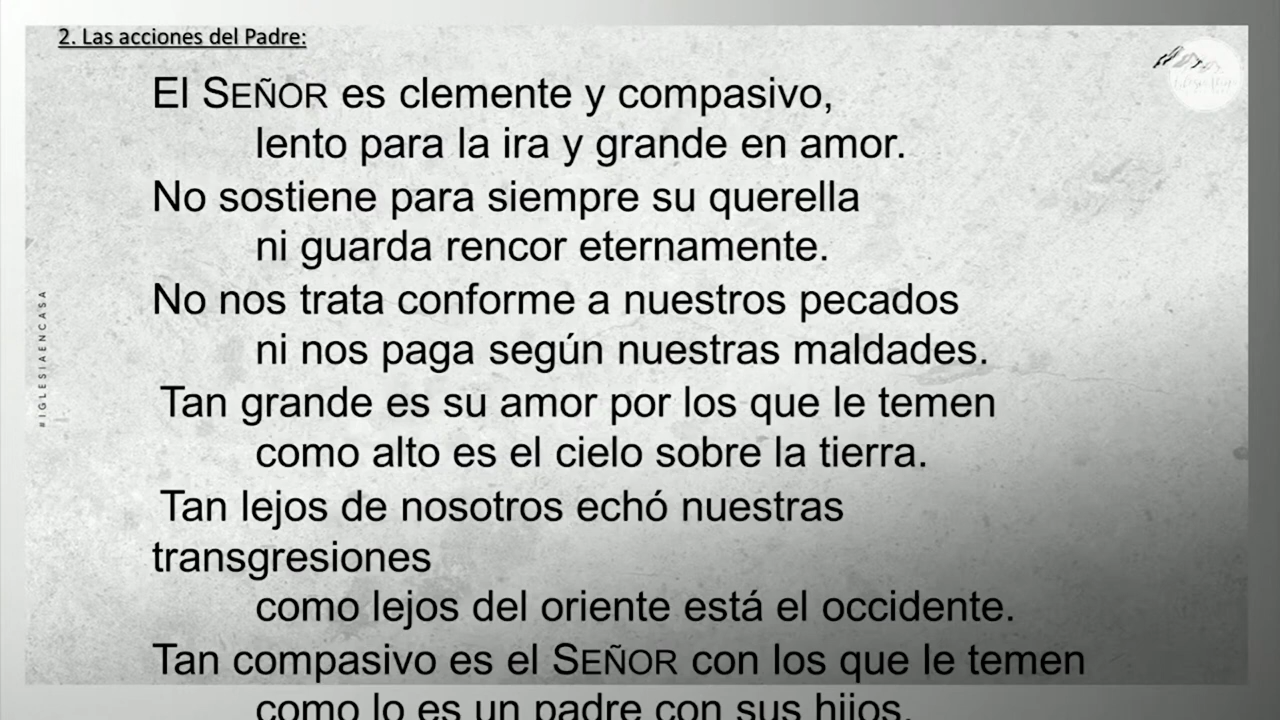 2. Las acciones del Padre:
El SEÑOR es clemente y compasivo,
lento para la ira y grande en amor.
No sostiene para siempre su querella
ni guarda rencor eternamente.
No nos trata conforme a nuestros pecados
ni nos paga según nuestras maldades.
Tan grande es su amor por los que le temen
como alto es el cielo sobre la tierra.
Tan lejos de nosotros echó nuestras
transgresiones
como lejos del oriente está el occidente.
Tan compasivo es el SEÑOR con los que le temen
como lo es un padre con sus hijos.
#IGLESIAENCASA